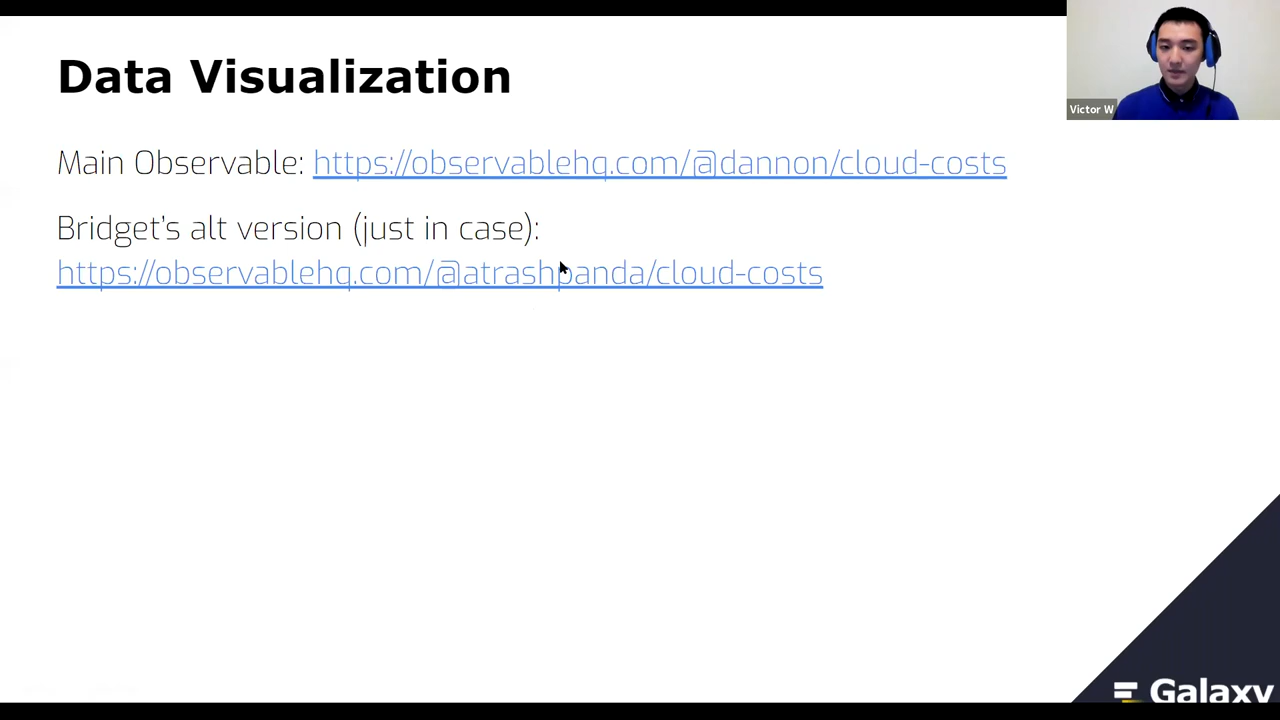 Data Visualization
Victor W
Main Observable: https://observablehq.com/@dannon/cloud-costs
Bridget's alt version (just in case):
https://observablehq.com/@atrashpanda/cloud-costs
Galaxy